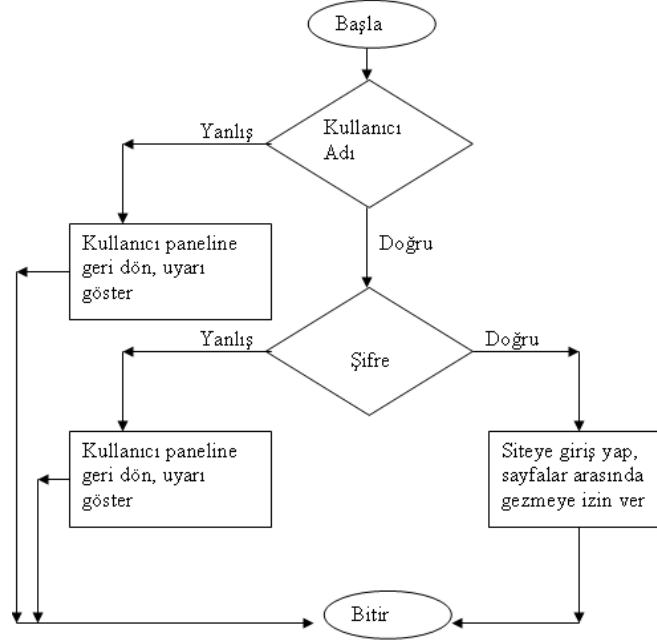 Başla
Kullanıcı
Adı
Yanlış
Doğru
Kullanıcı paneline
geri dön, uyarı
göster
Şifre
Yanlış
Doğru
Kullanıcı paneline
geri dön, uyarı
göster
Siteye giriş yap,
sayfalar arasında
gezmeye izin ver
Bitir